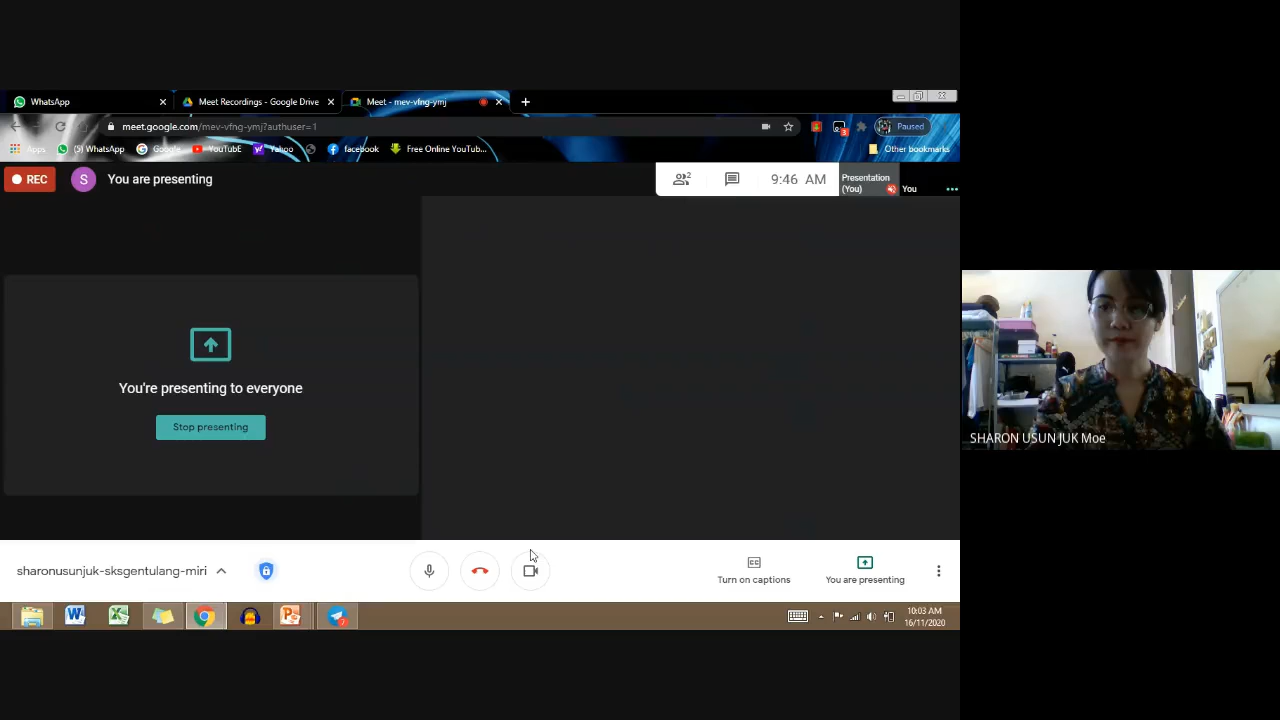 WhatsApp
Meet Recordings - Google Drive
Meet - mev-vfng-ymj
meet.google.com/mev-vfng-ymj?authuser=1
Paused
3
Apps
(5) WhatsApp
Google
YouTubE
Yahoo
facebook
Free Online YouTub...
Other bookmarks
REC
S
You are presenting
2
9:46 AM
Presentation
(You)
You
You're presenting to everyone
Stop presenting
SHARON USUN JUK Moe
sharonusunjuk-sksgentulang-miri
CC
Turn on captions
You are presenting
10:03 AM
16/11/2020